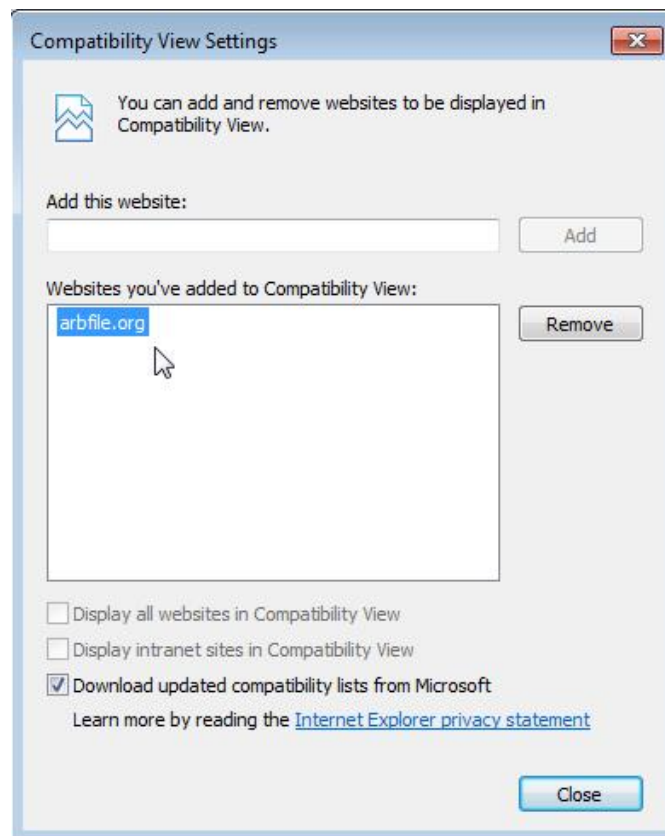 Compatibility View Settings
You can add and remove websites to be displayed in
Compatibility View.
Add this website:
Add
Websites you've added to Compatibility View:
arbfile.org
Remove
Display all websites in Compatibility View
Display intranet sites in Compatibility View
Download updated compatibility lists from Microsoft
Learn more by reading the Internet Explorer privacy statement
Close